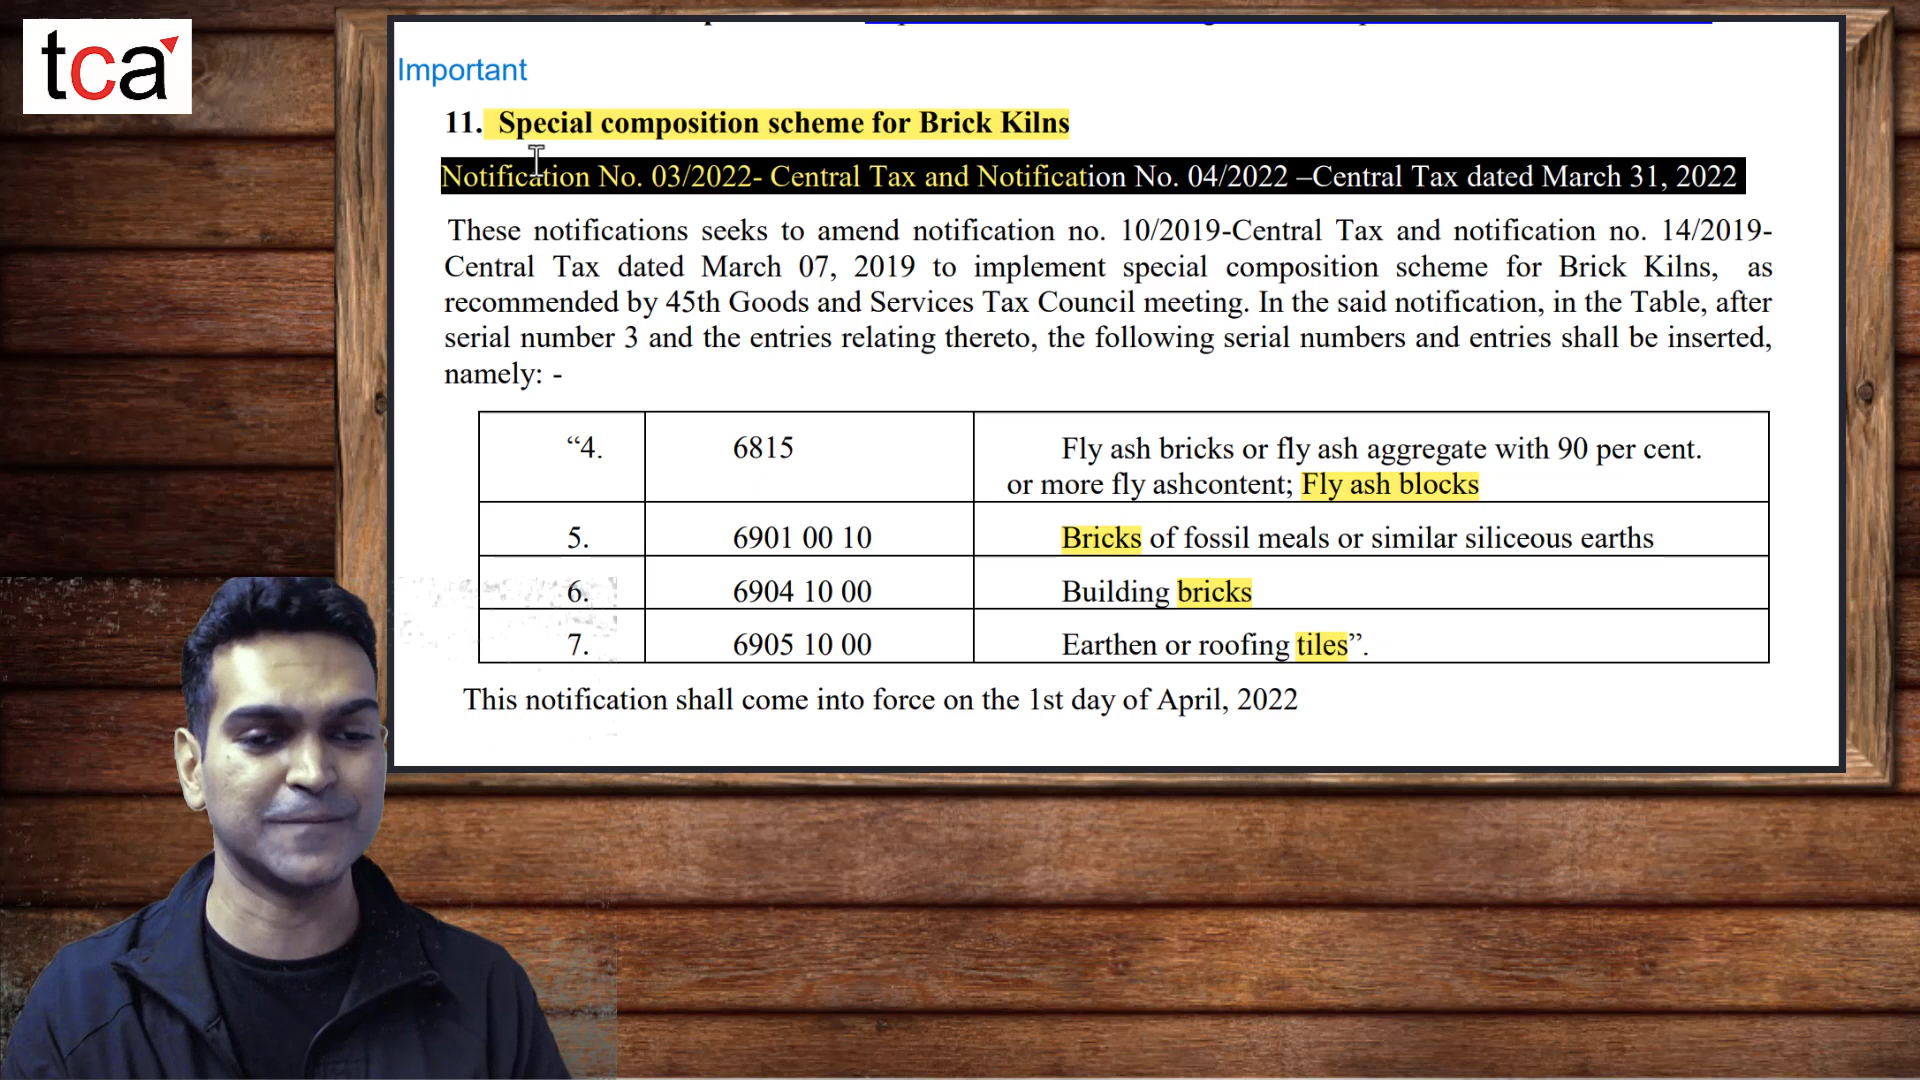 tca
Important
11. Special composition scheme for Brick Kilns
Notification No. 03/2022- Central Tax and Notification No. 04/2022 –Central Tax dated March 31, 2022
These notifications seeks to amend notification no. 10/2019-Central Tax and notification no. 14/2019-
Central Tax dated March 07, 2019 to implement special composition scheme for Brick Kilns, as
recommended by 45th Goods and Services Tax Council meeting. In the said notification, in the Table, after
serial number 3 and the entries relating thereto, the following serial numbers and entries shall be inserted,
namely: -
“4. 6815 Fly ash bricks or fly ash aggregate with 90 per cent.
or more fly ashcontent; Fly ash blocks
5. 6901 00 10 Bricks of fossil meals or similar siliceous earths
6. 6904 10 00 Building bricks
7. 6905 10 00 Earthen or roofing tiles”.
This notification shall come into force on the 1st day of April, 2022